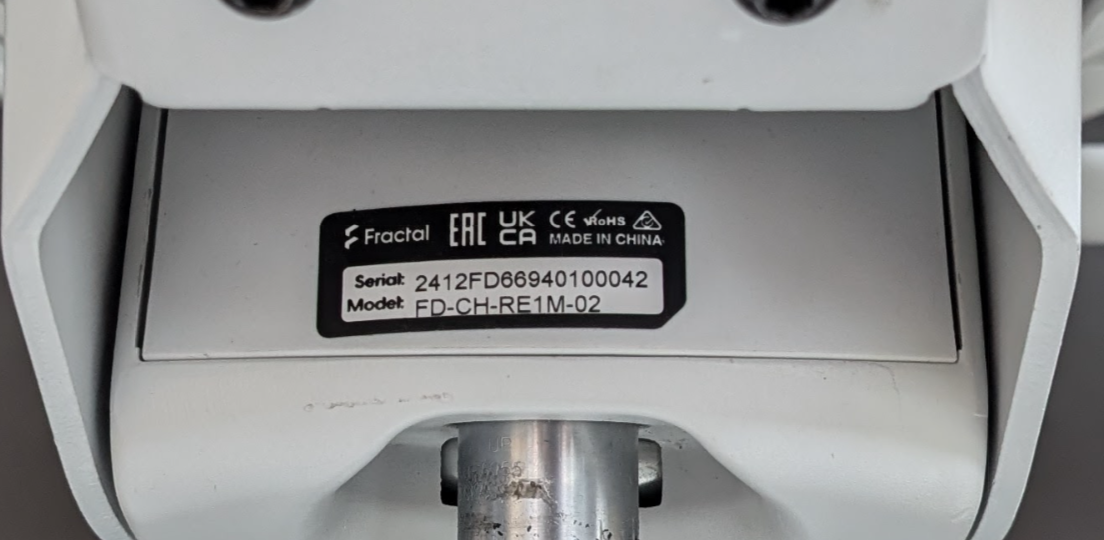 Fractal EAC UK CA CE RoHS
MADE IN CHINA
Serial: 2412FD66940100042
Model: FD-CH-RE1M-02